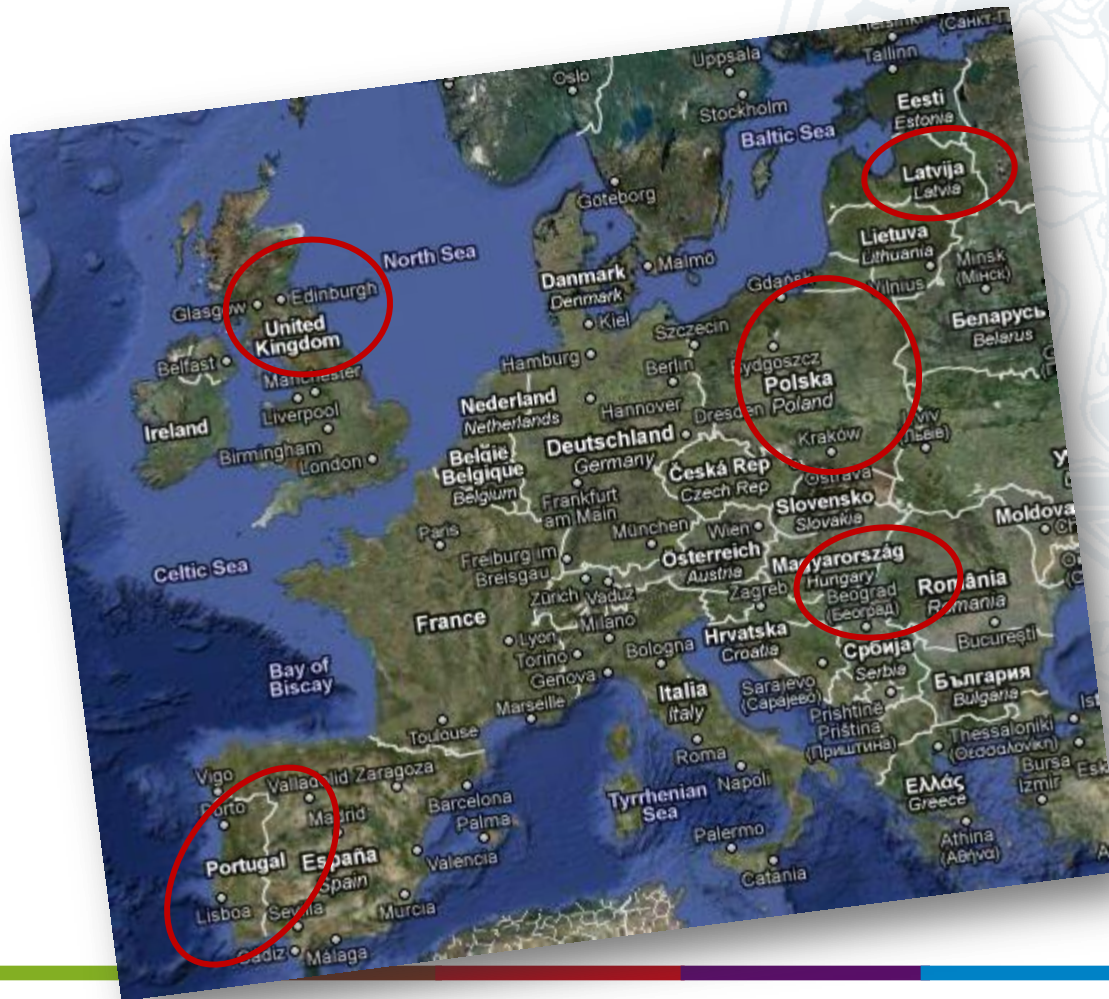 Oslo
Uppsala
Tallinn
(Санкт-П
Stockholm
Eesti
Estonia
Baltic Sea
Latvija
Latvia
Göteborg
North Sea
Lietuva
Lithuania
Danmark
Denmark
Malmö
Gdańsk
Vilnius
Minsk
(Мінск)
Glasgow
Edinburgh
United
Kingdom
Kiel
Szczecin
Беларусь
Belarus
Belfast
Hamburg
Berlin
Bydgoszcz
Polska
Poland
Manchester
Liverpool
Nederland
Netherlands
Hannover
Dresden
Lviv
(Львів)
Ireland
Birmingham
London
België
Belgique
Belgium
Deutschland
Germany
Kraków
Česká Rep
Czech Rep
Ostrava
Frankfurt
am Main
Slovensko
Slovakia
Moldova
Paris
München
Wien
Celtic Sea
Freiburg im
Breisgau
Österreich
Austria
Magyarország
Hungary
Zürich
Vaduz
Zagreb
Beograd
(Београд)
România
Romania
France
Milano
Lyon
Bologna
Hrvatska
Croatia
Србија
Serbia
București
Torino
Genova
Bay of
Biscay
Italia
Italy
Sarajevo
(Сарајево)
България
Bulgaria
Marseille
Prishtinë
Priština
(Приштина)
Toulouse
Roma
Thessaloniki
(Θεσσαλονίκη)
Bursa
Vigo
Valladolid
Zaragoza
Napoli
Izmir
Porto
Madrid
Barcelona
Palma
Tyrrhenian
Sea
Ελλάς
Greece
Portugal
España
Spain
Valencia
Palermo
Athina
(Αθήνα)
Catania
Lisboa
Sevilla
Murcia
Cádiz
Málaga